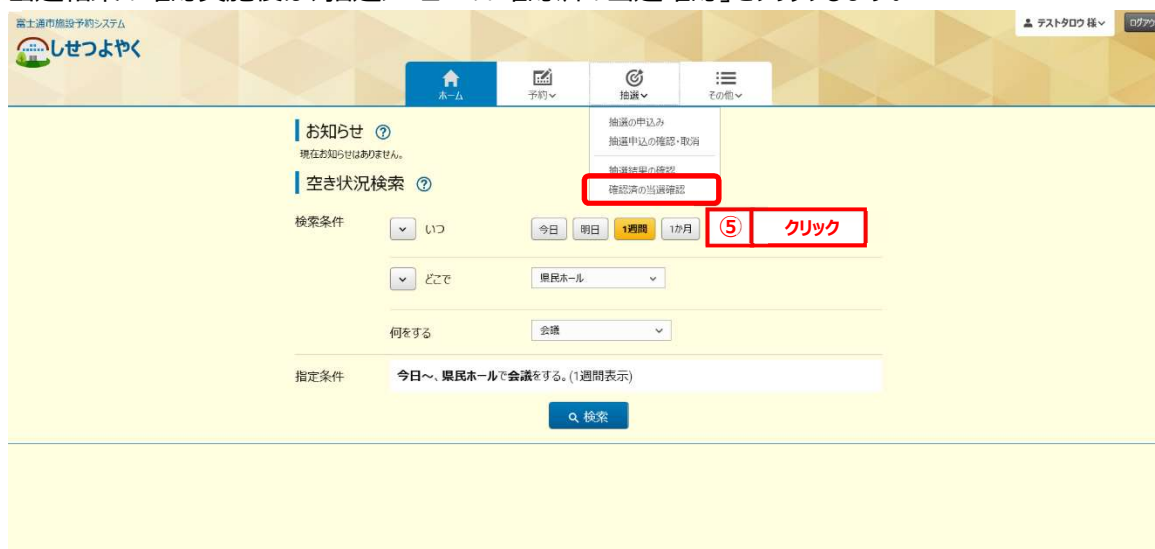 富士通市施設予約システム
しせつよやく
テストタロウ 様
ホーム
予約
抽選
その他
抽選の申込み
抽選申込の確認・取消
抽選結果の確認
確認済の当選確認
お知らせ ?
現在お知らせはありません。
空き状況検索 ?
検索条件
いつ
今日 明日 1週間 1か月
⑤ クリック
どこで
県民ホール
何をする
会議
指定条件
今日~、県民ホールで会議をする。(1週間表示)
検索